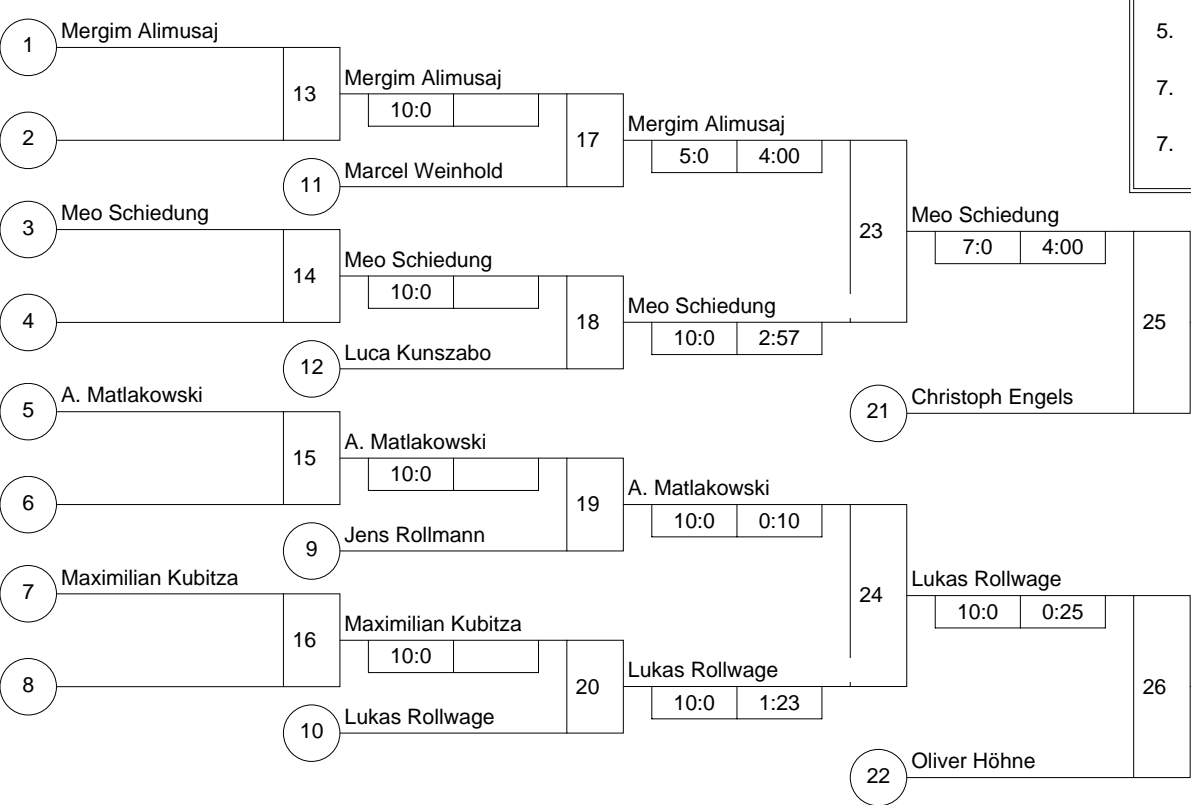 5.
1 Mergim Alimusaj
7.
13 Mergim Alimusaj
10:0
2
17 Mergim Alimusaj
7.
5:0 4:00
11 Marcel Weinhold
3 Meo Schiedung
23 Meo Schiedung
7:0 4:00
14 Meo Schiedung
10:0
4
18 Meo Schiedung
10:0 2:57
25
12 Luca Kunszabo
5 A. Matlakowski
21 Christoph Engels
15 A. Matlakowski
10:0
6
19 A. Matlakowski
10:0 0:10
9 Jens Rollmann
7 Maximilian Kubitza
24 Lukas Rollwage
10:0 0:25
16 Maximilian Kubitza
10:0
8
20 Lukas Rollwage
10:0 1:23
26
10 Lukas Rollwage
22 Oliver Höhne